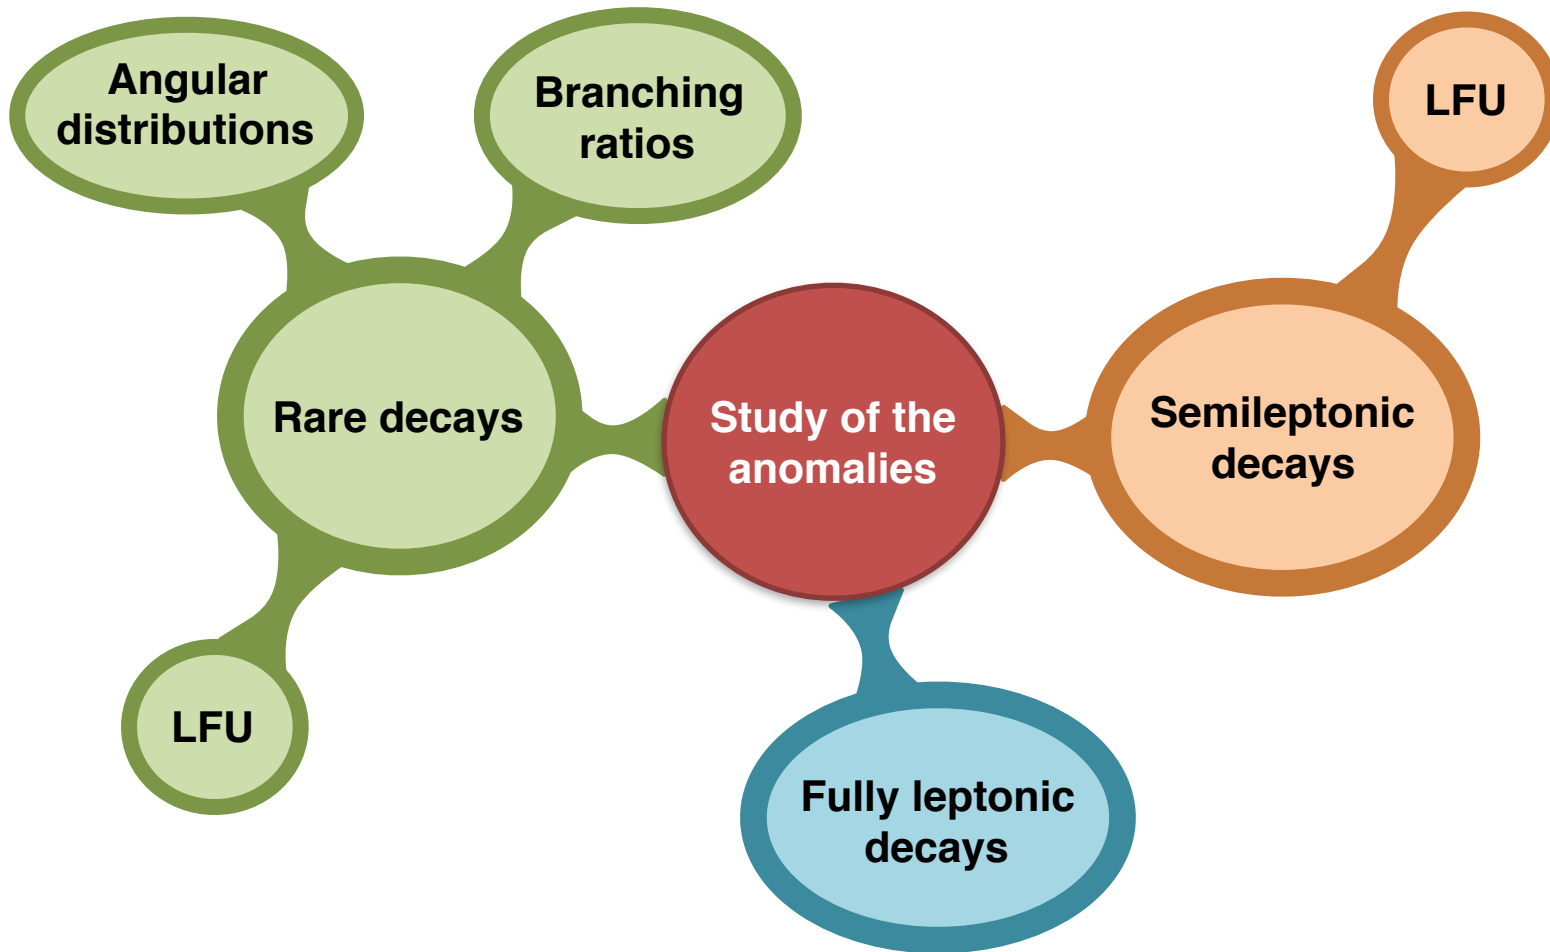 Angular
distributions
Branching
ratios
LFU
Rare decays
Study of the
anomalies
Semileptonic
decays
LFU
Fully leptonic
decays